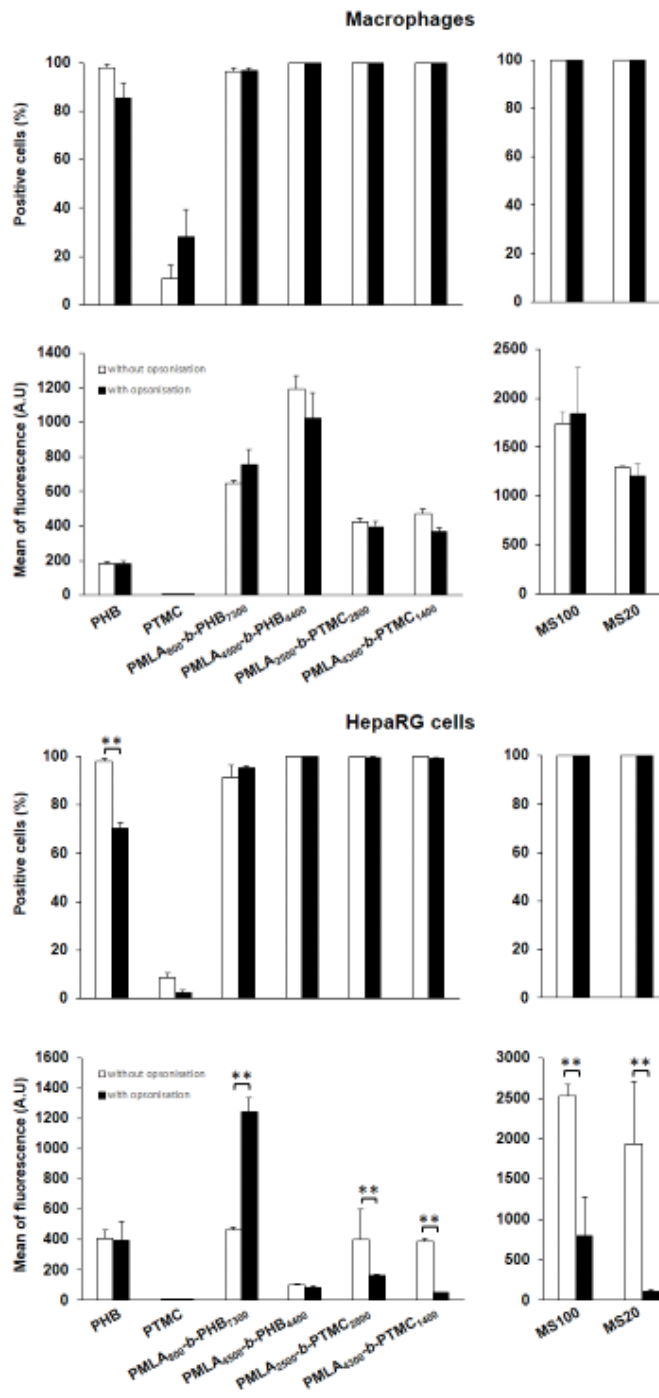 Macrophages
Positive cells (%)
100
80
60
40
20
0
100
80
60
40
20
0
Mean of fluorescence (A.U)
1400
1200
1000
800
600
400
200
0
without opsonisation
with opsonisation
2500
2000
1500
1000
500
0
PHB
PTMC
PMLA₈₀₀-b-PHB₇₃₀₀
PMLA₄₅₀₀-b-PHB₄₄₀₀
PMLA₂₅₀₀-b-PTMC₂₈₀₀
PMLA₄₃₀₀-b-PTMC₁₄₀₀
MS100
MS20
HepaRG cells
Positive cells (%)
100
80
60
40
20
0
**
100
80
60
40
20
0
Mean of fluorescence (A.U)
1600
1400
1200
1000
800
600
400
200
0
without opsonisation
with opsonisation
**
**
**
3000
2500
2000
1500
1000
500
0
**
**
PHB
PTMC
PMLA₈₀₀-b-PHB₇₃₀₀
PMLA₄₅₀₀-b-PHB₄₄₀₀
PMLA₂₅₀₀-b-PTMC₂₈₀₀
PMLA₄₃₀₀-b-PTMC₁₄₀₀
MS100
MS20